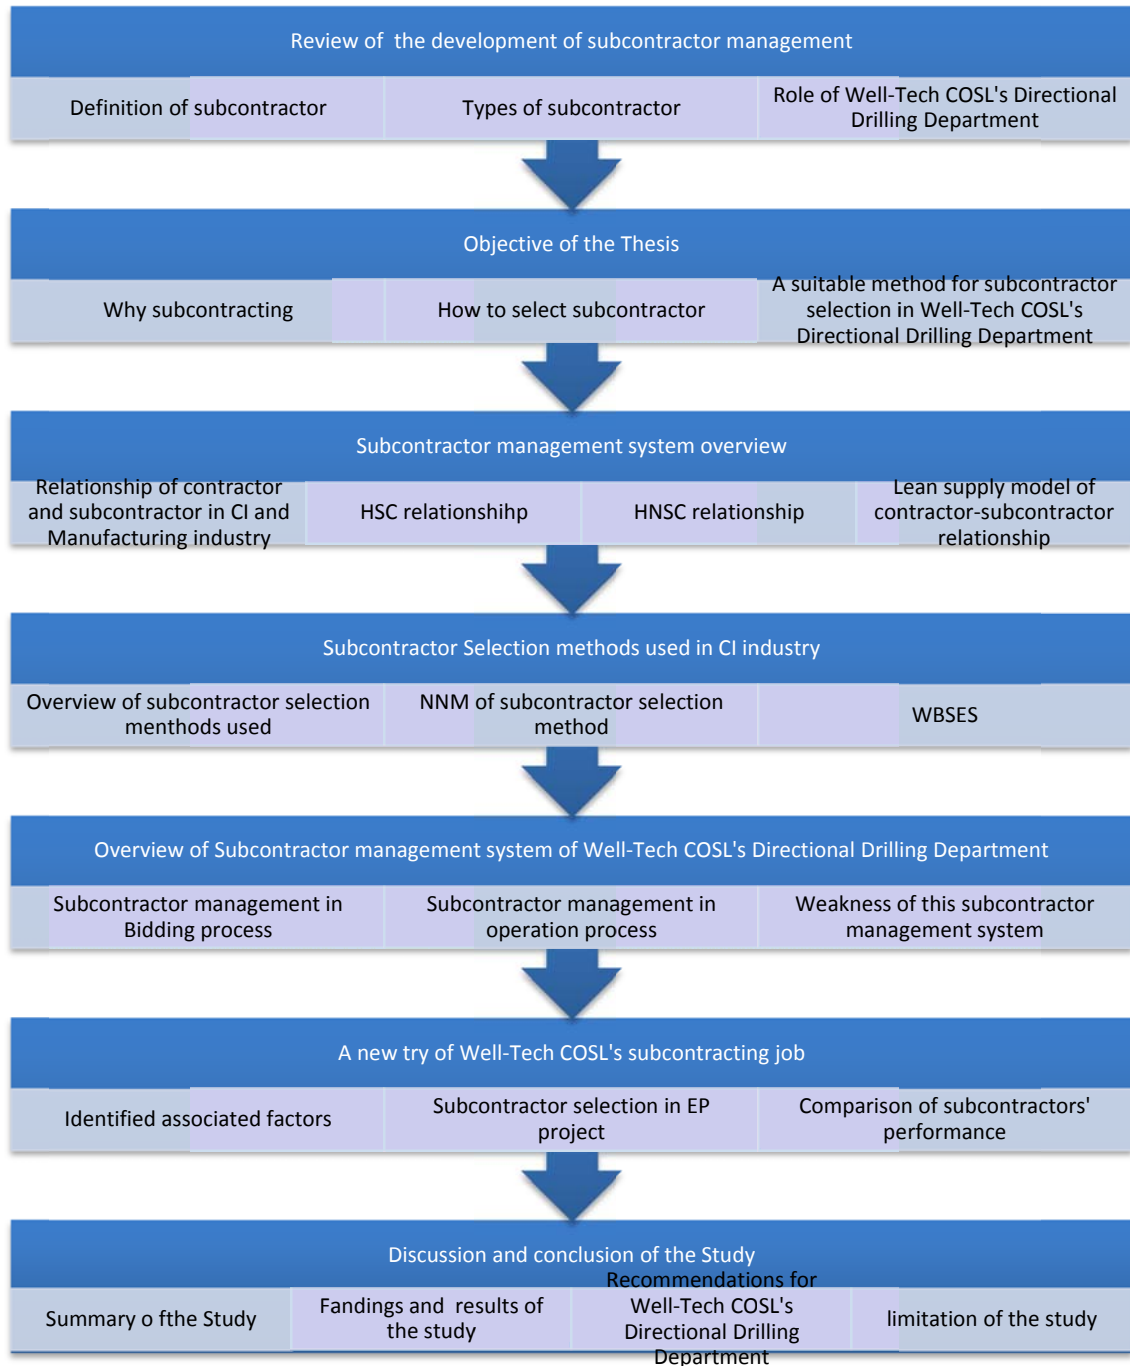 Review of the development of subcontractor management
Definition of subcontractor
Types of subcontractor
Role of Well-Tech COSL's Directional
Drilling Department
Objective of the Thesis
Why subcontracting
How to select subcontractor
A suitable method for subcontractor
selection in Well-Tech COSL's
Directional Drilling Department
Subcontractor management system overview
Relationship of contractor
and subcontractor in CI and
Manufacturing industry
HSC relationshihp
HNSC relationship
Lean supply model of
contractor-subcontractor
relationship
Subcontractor Selection methods used in CI industry
Overview of subcontractor selection
menthods used
NNM of subcontractor selection
method
WBSES
Overview of Subcontractor management system of Well-Tech COSL's Directional Drilling Department
Subcontractor management in
Bidding process
Subcontractor management in
operation process
Weakness of this subcontractor
management system
A new try of Well-Tech COSL's subcontracting job
Identified associated factors
Subcontractor selection in EP
project
Comparison of subcontractors'
performance
Discussion and conclusion of the Study
Summary o fthe Study
Fandings and results of
the study
Recommendations for
Well-Tech COSL's
Directional Drilling
Department
limitation of the study